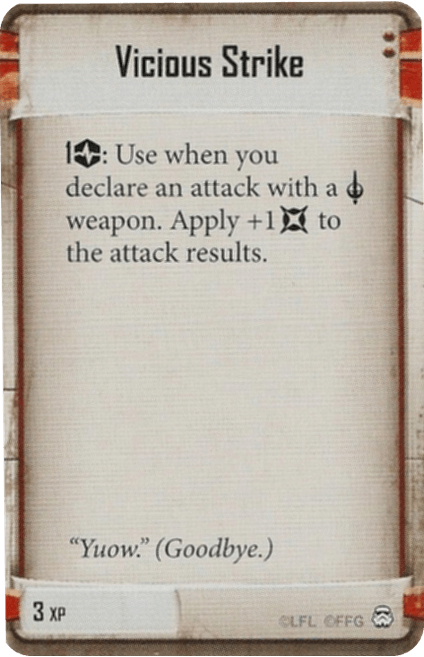 Vicious Strike
1: Use when you
declare an attack with a
weapon. Apply +1 to
the attack results.
“Yuow.” (Goodbye.)
3 XP
©LFL ©FFG